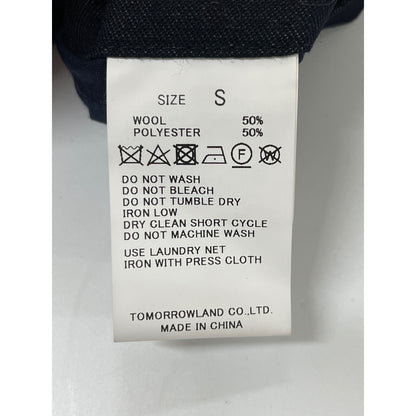 SIZE S
WOOL 50%
POLYESTER 50%
F W
DO NOT WASH
DO NOT BLEACH
DO NOT TUMBLE DRY
IRON LOW
DRY CLEAN SHORT CYCLE
DO NOT MACHINE WASH
USE LAUNDRY NET
IRON WITH PRESS CLOTH
TOMORROWLAND CO.,LTD.
MADE IN CHINA